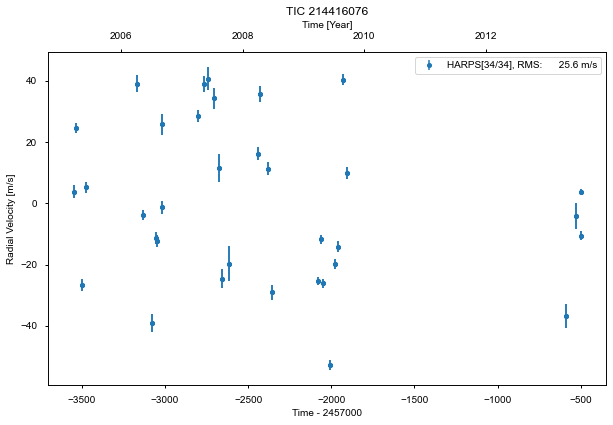 TIC 214416076
Time [Year]
2006 2008 2010 2012
HARPS[34/34], RMS: 25.6 m/s
Radial Velocity [m/s]
40
20
0
−20
−40
−3500 −3000 −2500 −2000 −1500 −1000 −500
Time - 2457000